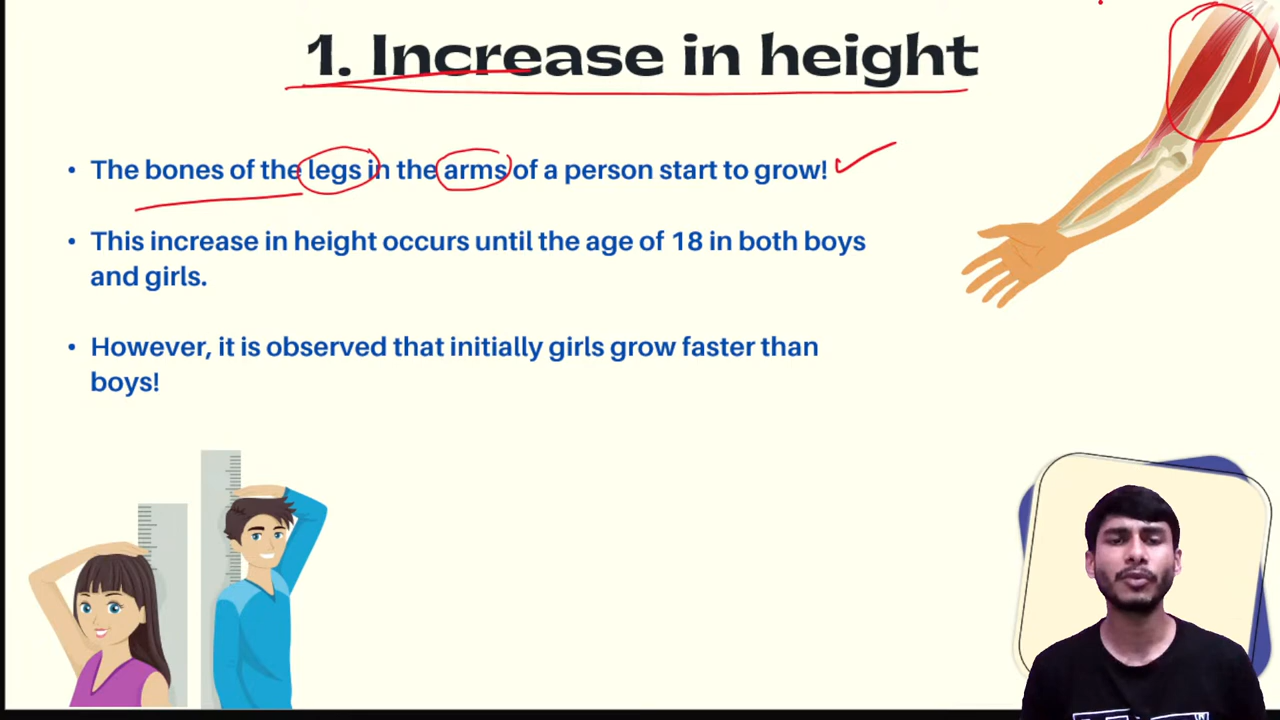 1. Increase in height
• The bones of the legs in the arms of a person start to grow!
• This increase in height occurs until the age of 18 in both boys
and girls.
• However, it is observed that initially girls grow faster than
boys!